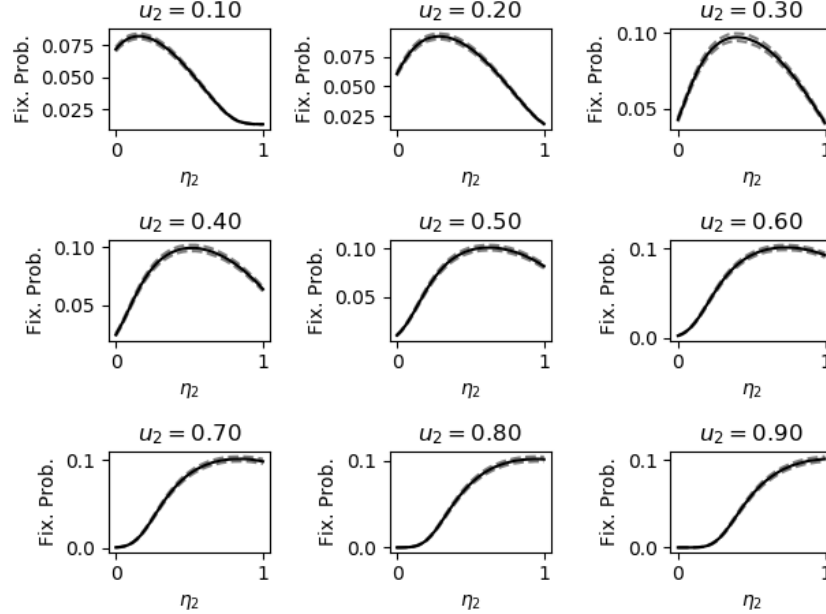 u₂ = 0.10
Fix. Prob.
0.075
0.050
0.025
0 1
η₂
u₂ = 0.20
Fix. Prob.
0.075
0.050
0.025
0 1
η₂
u₂ = 0.30
Fix. Prob.
0.10
0.05
0 1
η₂
u₂ = 0.40
Fix. Prob.
0.10
0.05
0 1
η₂
u₂ = 0.50
Fix. Prob.
0.10
0.05
0 1
η₂
u₂ = 0.60
Fix. Prob.
0.1
0.0
0 1
η₂
u₂ = 0.70
Fix. Prob.
0.1
0.0
0 1
η₂
u₂ = 0.80
Fix. Prob.
0.1
0.0
0 1
η₂
u₂ = 0.90
Fix. Prob.
0.1
0.0
0 1
η₂